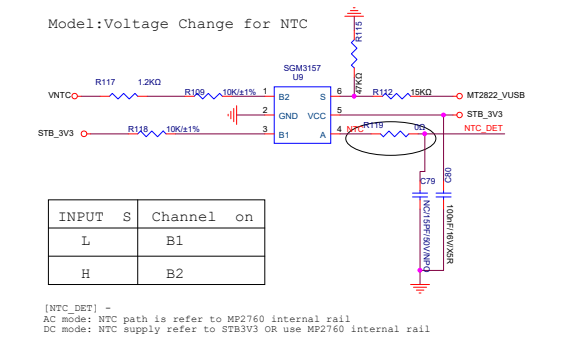 Model:Voltage Change for NTC
R115
47KΩ
SGM3157
U9
R117 1.2KΩ
R109 10K/±1%
VNTC
1 B2 S 6
R112 15KΩ
MT2822_VUSB
2 GND VCC 5
STB_3V3
STB_3V3
R118 10K/±1%
3 B1 A 4
NTC
R119 0Ω
NTC_DET
C79
NC/15PF/50V/NPO
C80
100nF/16V/X5R
INPUT S Channel on
L B1
H B2
[NTC_DET] -
AC mode: NTC path is refer to MP2760 internal rail
DC mode: NTC supply refer to STB3V3 OR use MP2760 internal rail